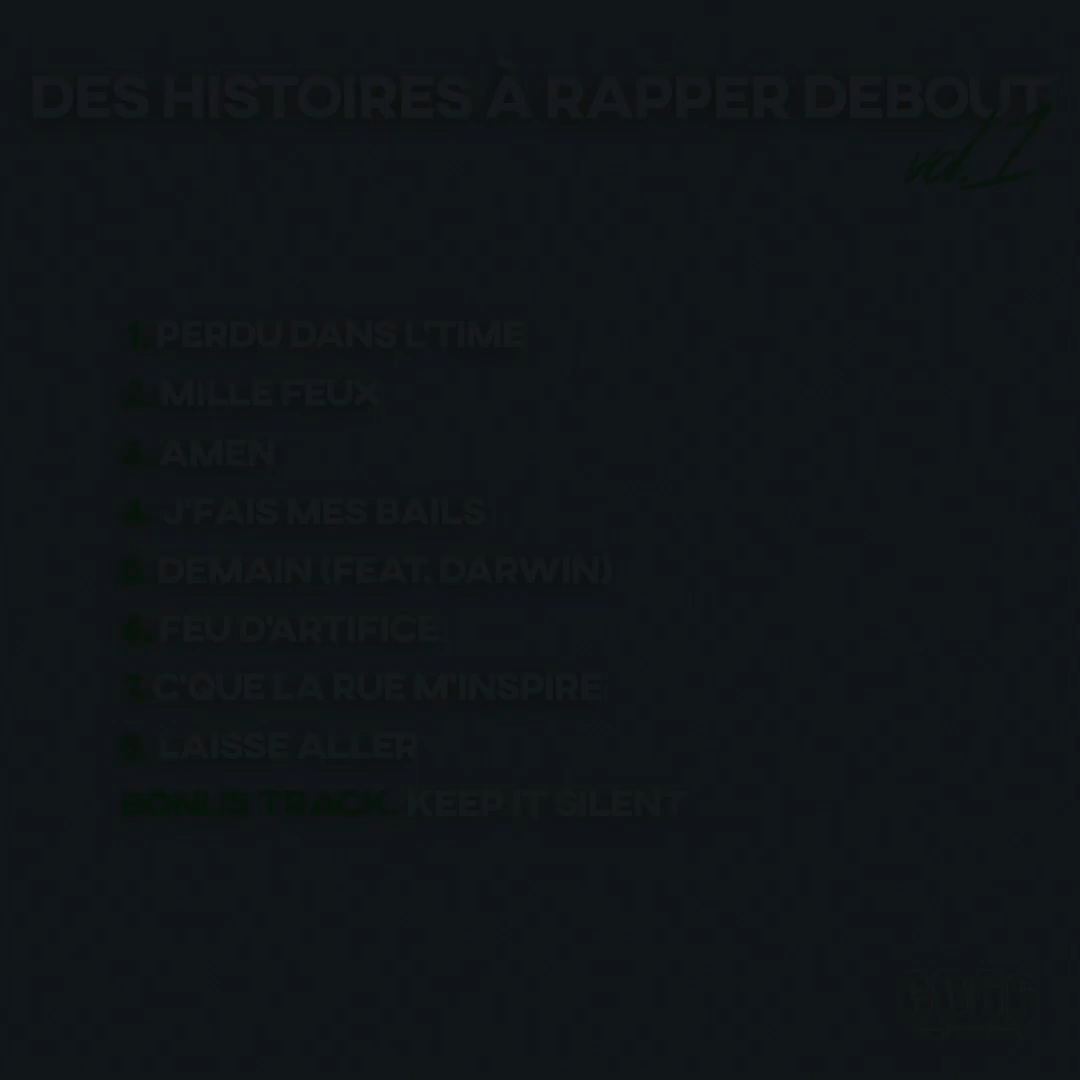 DES HISTOIRES À RAPPER DEBOUT
vol.1
1. PERDU DANS L'TIME
2. MILLE FEUX
3. AMEN
4. J'FAIS MES BAILS
5. DEMAIN (FEAT. DARWIN)
6. FEU D'ARTIFICE
7. C'QUE LA RUE M'INSPIRE
8. LAISSE ALLER
BONUS TRACK. KEEP IT SILENT